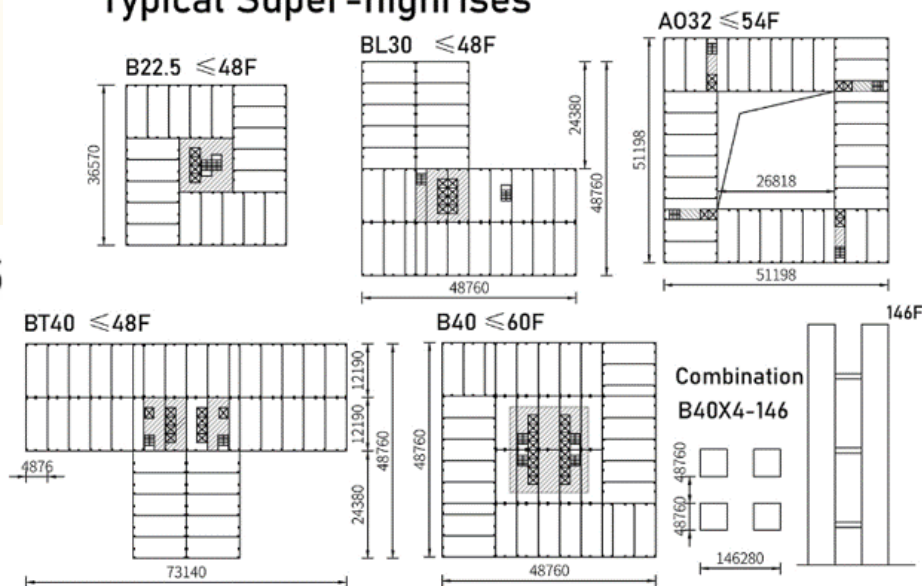 Typical Super-highrises
B22.5 ≤48F
36570
BL30 ≤48F
24380
48760
48760
AO32 ≤54F
51198
26818
51198
BT40 ≤48F
12190
12190
24380
48760
4876
73140
B40 ≤60F
48760
48760
Combination
B40X4-146
48760
48760
146280
146F